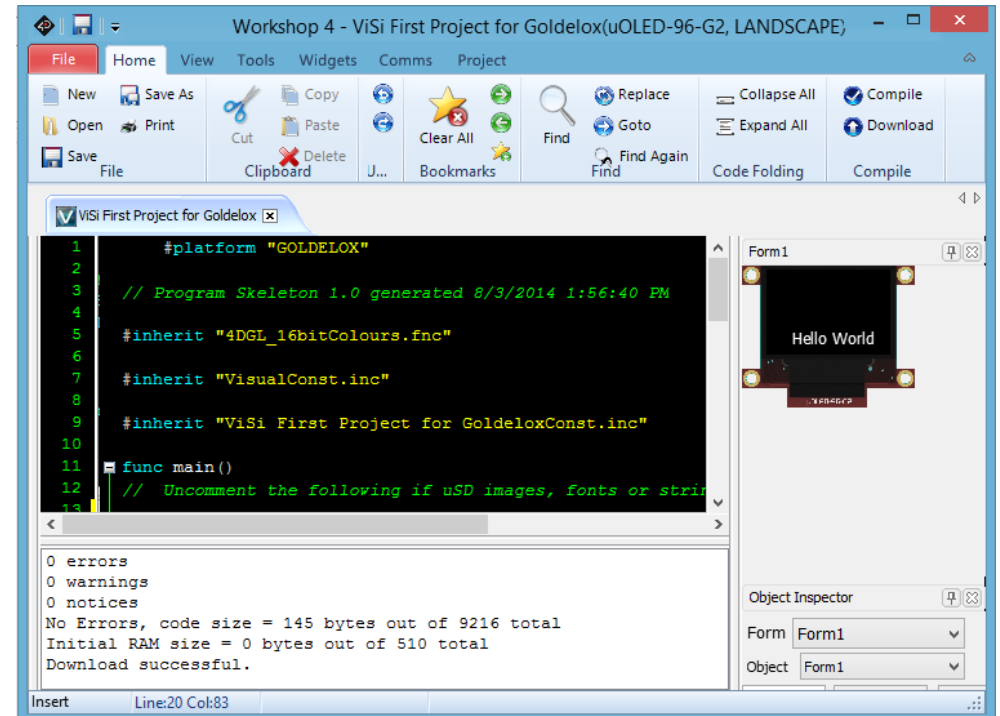 Workshop 4 - ViSi First Project for Goldelox(uOLED-96-G2, LANDSCAPE)
File Home View Tools Widgets Comms Project
New Save As Copy Replace Collapse All Compile
Open Print Cut Paste Clear All Find Goto Expand All Download
Save Delete Find Again
File Clipboard U... Bookmarks Find Code Folding Compile
ViSi First Project for Goldelox
1 #platform "GOLDELOX"
2
3 // Program Skeleton 1.0 generated 8/3/2014 1:56:40 PM
4
5 #inherit "4DGL_16bitColours.fnc"
6
7 #inherit "VisualConst.inc"
8
9 #inherit "ViSi First Project for GoldeloxConst.inc"
10
11 func main()
12 // Uncomment the following if uSD images, fonts or strin
13
Form1
Hello World
0 errors
0 warnings
0 notices
No Errors, code size = 145 bytes out of 9216 total
Initial RAM size = 0 bytes out of 510 total
Download successful.
Object Inspector
Form Form1
Object Form1
Insert Line:20 Col:83